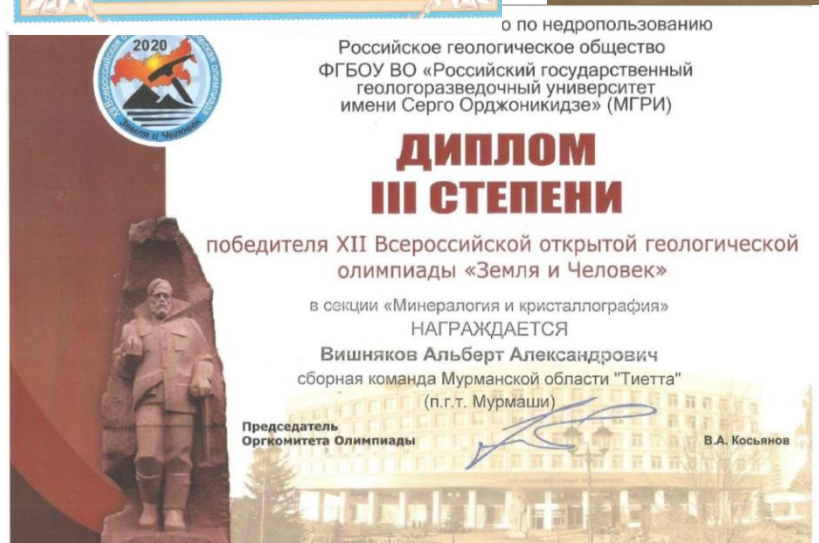 2020
о по недропользованию
Российское геологическое общество
ФГБОУ ВО «Российский государственный
геологоразведочный университет
имени Серго Орджоникидзе» (МГРИ)
ДИПЛОМ
III СТЕПЕНИ
победителя XII Всероссийской открытой геологической
олимпиады «Земля и Человек»
в секции «Минералогия и кристаллография»
НАГРАЖДАЕТСЯ
Вишняков Альберт Александрович
сборная команда Мурманской области "Тиетта"
(п.г.т. Мурмаши)
Председатель
Оргкомитета Олимпиады
В.А. Косьянов
Земля и Человек